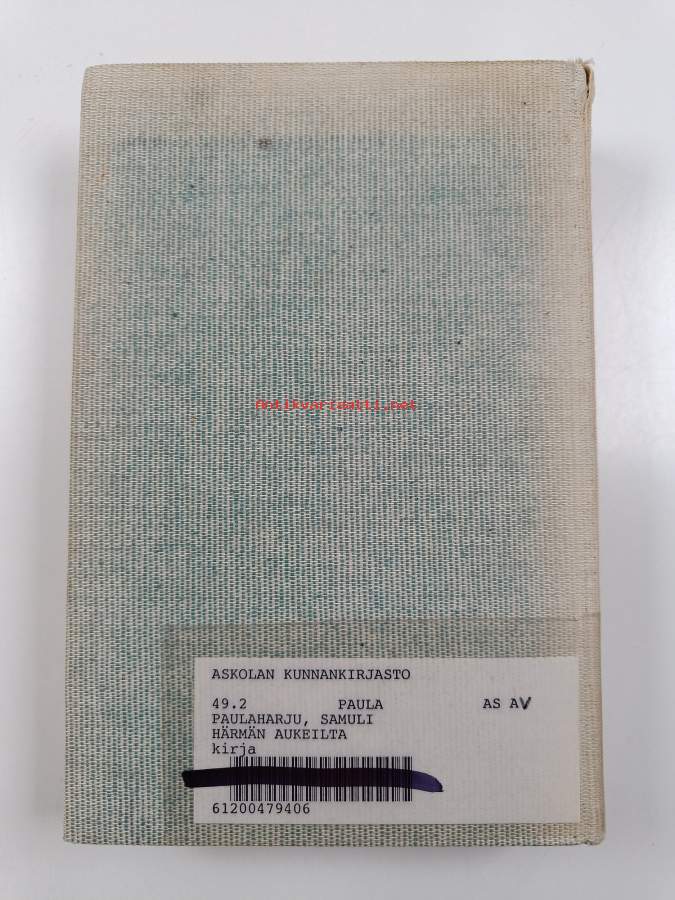 Antikvariaatti.net
ASKOLAN KUNNANKIRJASTO
49.2 PAULA AS AV
PAULAHARJU, SAMULI
HÄRMÄN AUKEILTA
kirja
61200479406